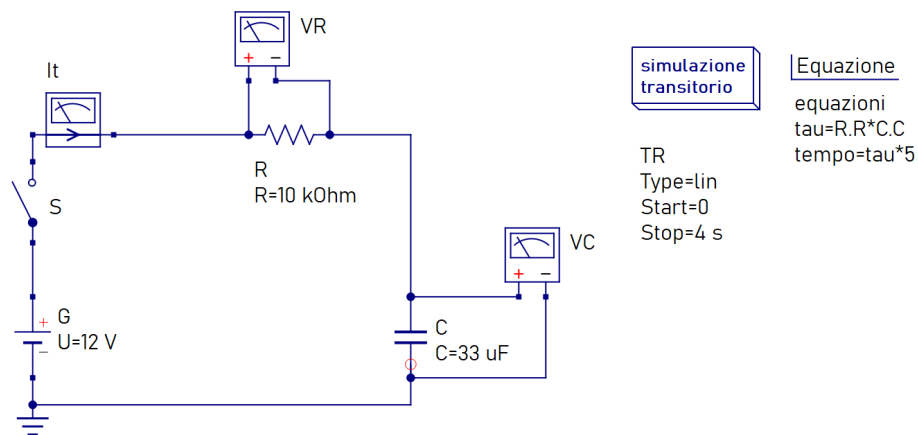 VR
+ −
It
R
R=10 kOhm
S
VC
+ −
+
G
U=12 V
−
C
C=33 uF
simulazione
transitorio
TR
Type=lin
Start=0
Stop=4 s
Equazione
equazioni
tau=R.R*C.C
tempo=tau*5